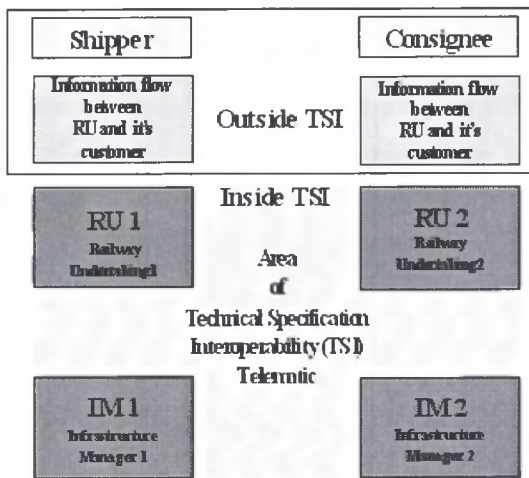 Shipper
Consignee
Information flow
between
RU and it's
customer
Outside TSI
Information flow
between
RU and it's
customer
Inside TSI
RU 1
Railway
Undertaking1
RU 2
Railway
Undertaking2
Area
of
Technical Specification
Interoperability (TSI)
Telematic
IM 1
Infrastructure
Manager 1
IM 2
Infrastructure
Manager 2